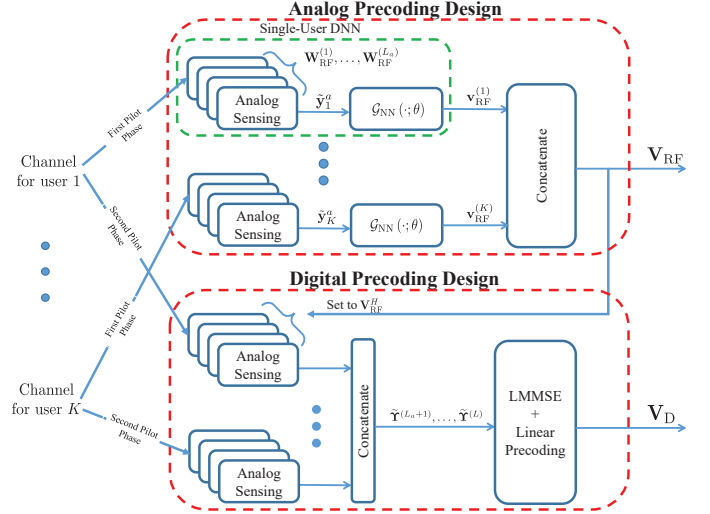 Analog Precoding Design
Single-User DNN
W_RF^(1), . . . , W_RF^(L_a)
Analog
Sensing
ỹ_1^a
𝒢_NN (·; θ)
v_RF^(1)
First Pilot
Phase
Channel
for user 1
Second Pilot
Phase
Concatenate
V_RF
Analog
Sensing
ỹ_K^a
𝒢_NN (·; θ)
v_RF^(K)
Digital Precoding Design
Set to V_RF^H
First Pilot
Phase
Analog
Sensing
Channel
for user K
Second Pilot
Phase
Concatenate
Υ̃^(L_a+1), . . . , Υ̃^(L)
LMMSE
+
Linear
Precoding
V_D
Analog
Sensing